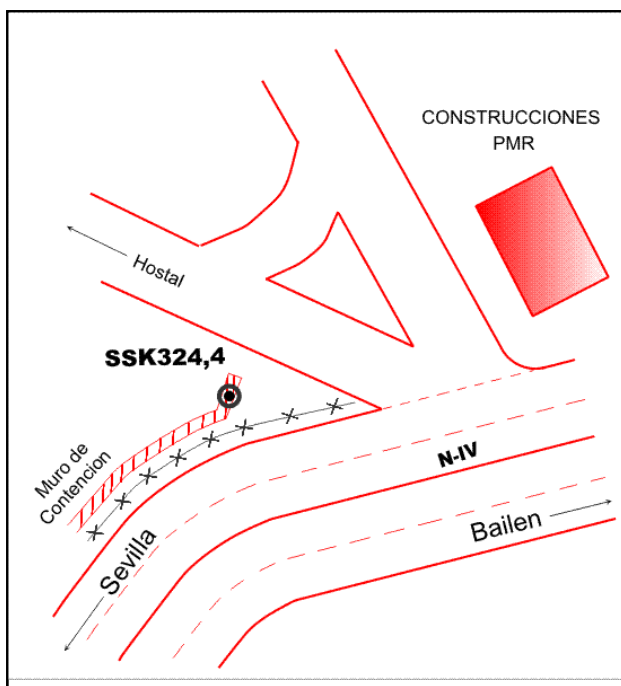 CONSTRUCCIONES
PMR
Hostal
SSK324,4
Muro de
Contencion
N-IV
Bailen
Sevilla